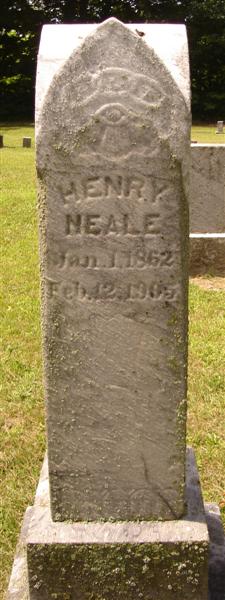 HENRY
NEALE
Jan. 1. 1862
Feb. 12. 1905